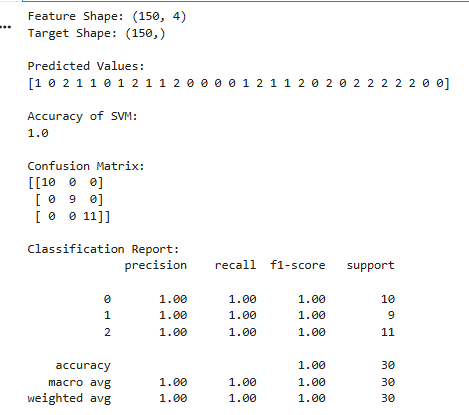 Feature Shape: (150, 4)
Target Shape: (150,)
Predicted Values:
[1 0 2 1 1 0 1 2 1 1 2 0 0 0 0 1 2 1 1 2 0 2 0 2 2 2 2 2 0 0]
Accuracy of SVM:
1.0
Confusion Matrix:
[[10  0  0]
 [ 0  9  0]
 [ 0  0 11]]
Classification Report:
              precision    recall  f1-score   support
           0       1.00      1.00      1.00        10
           1       1.00      1.00      1.00         9
           2       1.00      1.00      1.00        11
    accuracy                           1.00        30
   macro avg       1.00      1.00      1.00        30
weighted avg       1.00      1.00      1.00        30